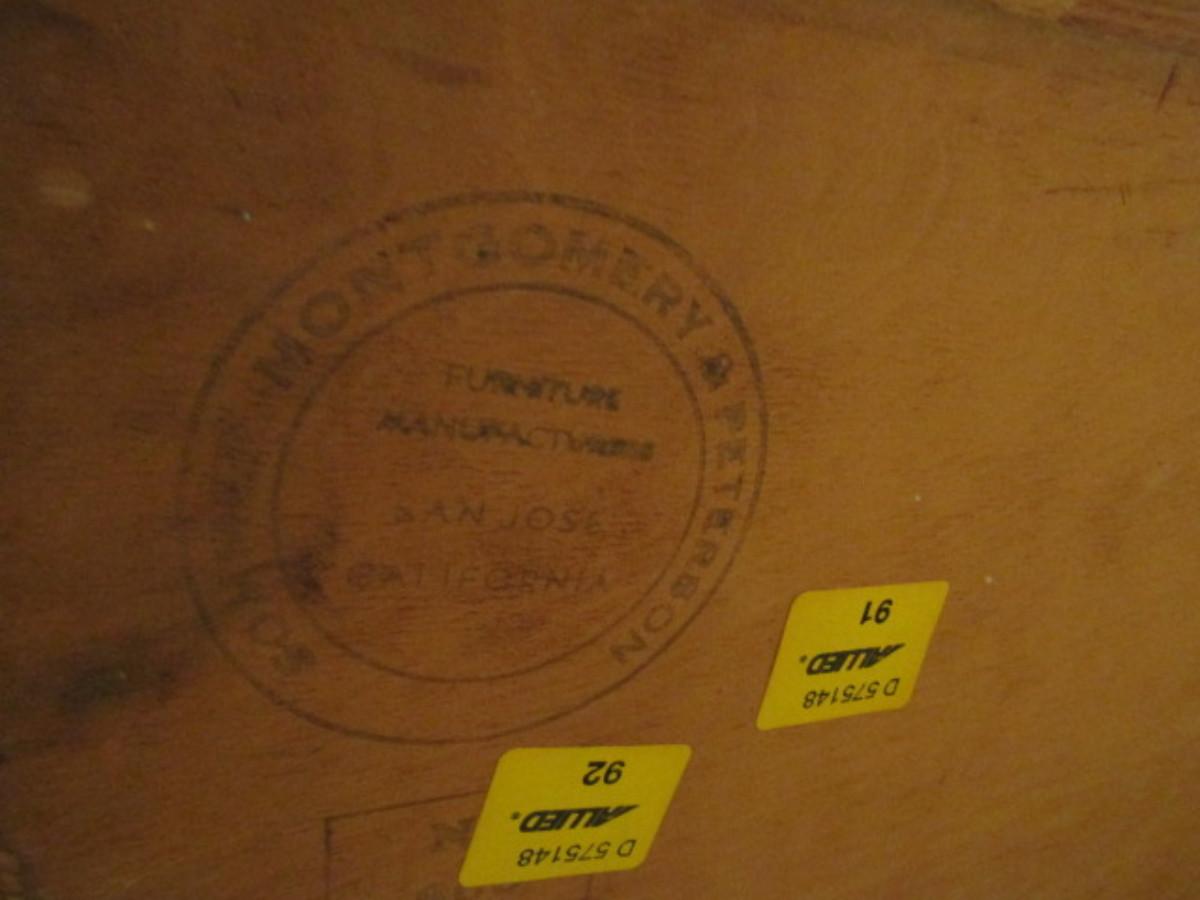 MONTGOMERY & PETERSON
FURNITURE
MANUFACTURERS
SAN JOSE
CALIFORNIA
91
ALLIED®
D 575148
92
ALLIED®
D 575148
N